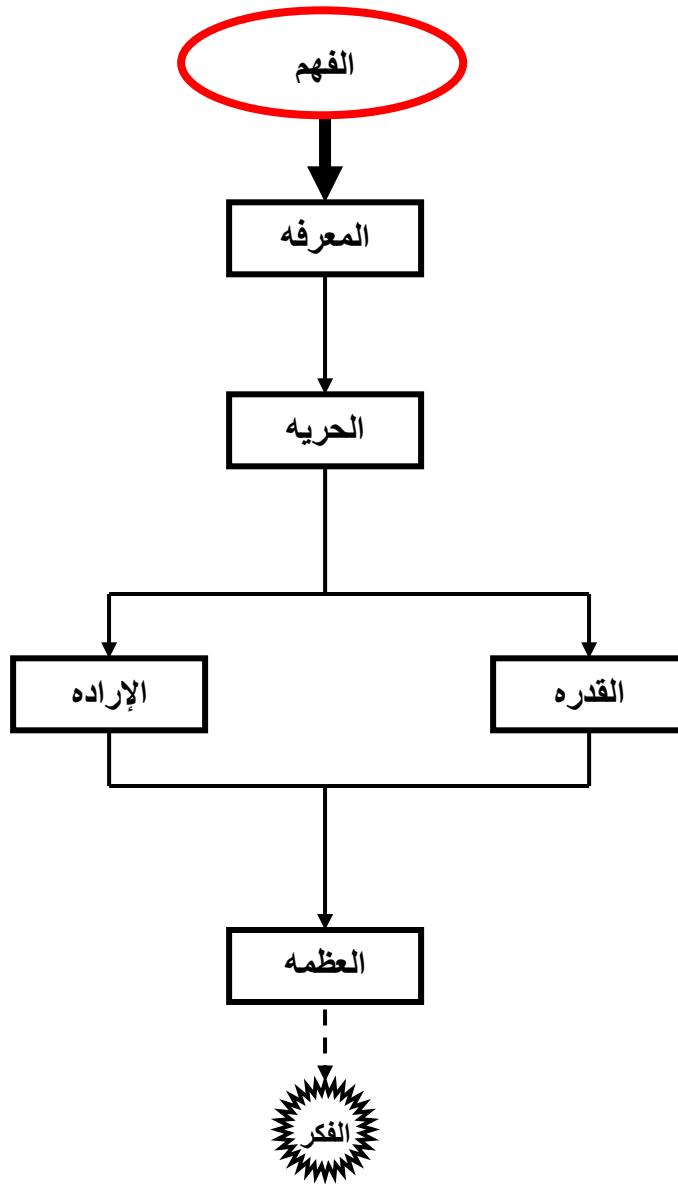 الفهم
المعرفه
الحريه
القدره
الإراده
العظمه
الفكر